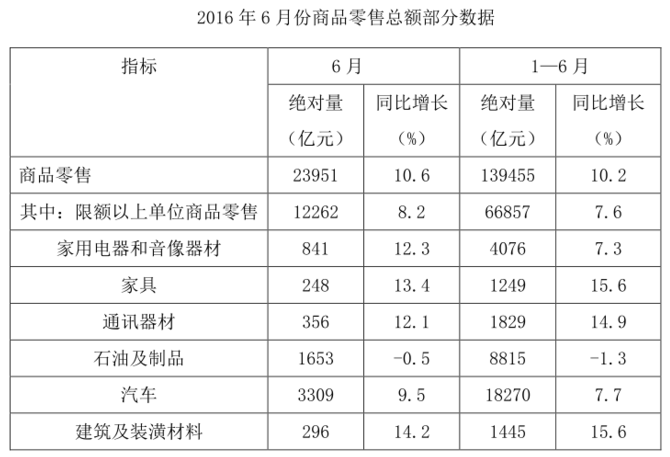 2016 年 6 月份商品零售总额部分数据
指标 6 月 1—6 月
绝对量 同比增长 绝对量 同比增长
（亿元） （%） （亿元） （%）
商品零售 23951 10.6 139455 10.2
其中：限额以上单位商品零售 12262 8.2 66857 7.6
家用电器和音像器材 841 12.3 4076 7.3
家具 248 13.4 1249 15.6
通讯器材 356 12.1 1829 14.9
石油及制品 1653 -0.5 8815 -1.3
汽车 3309 9.5 18270 7.7
建筑及装潢材料 296 14.2 1445 15.6